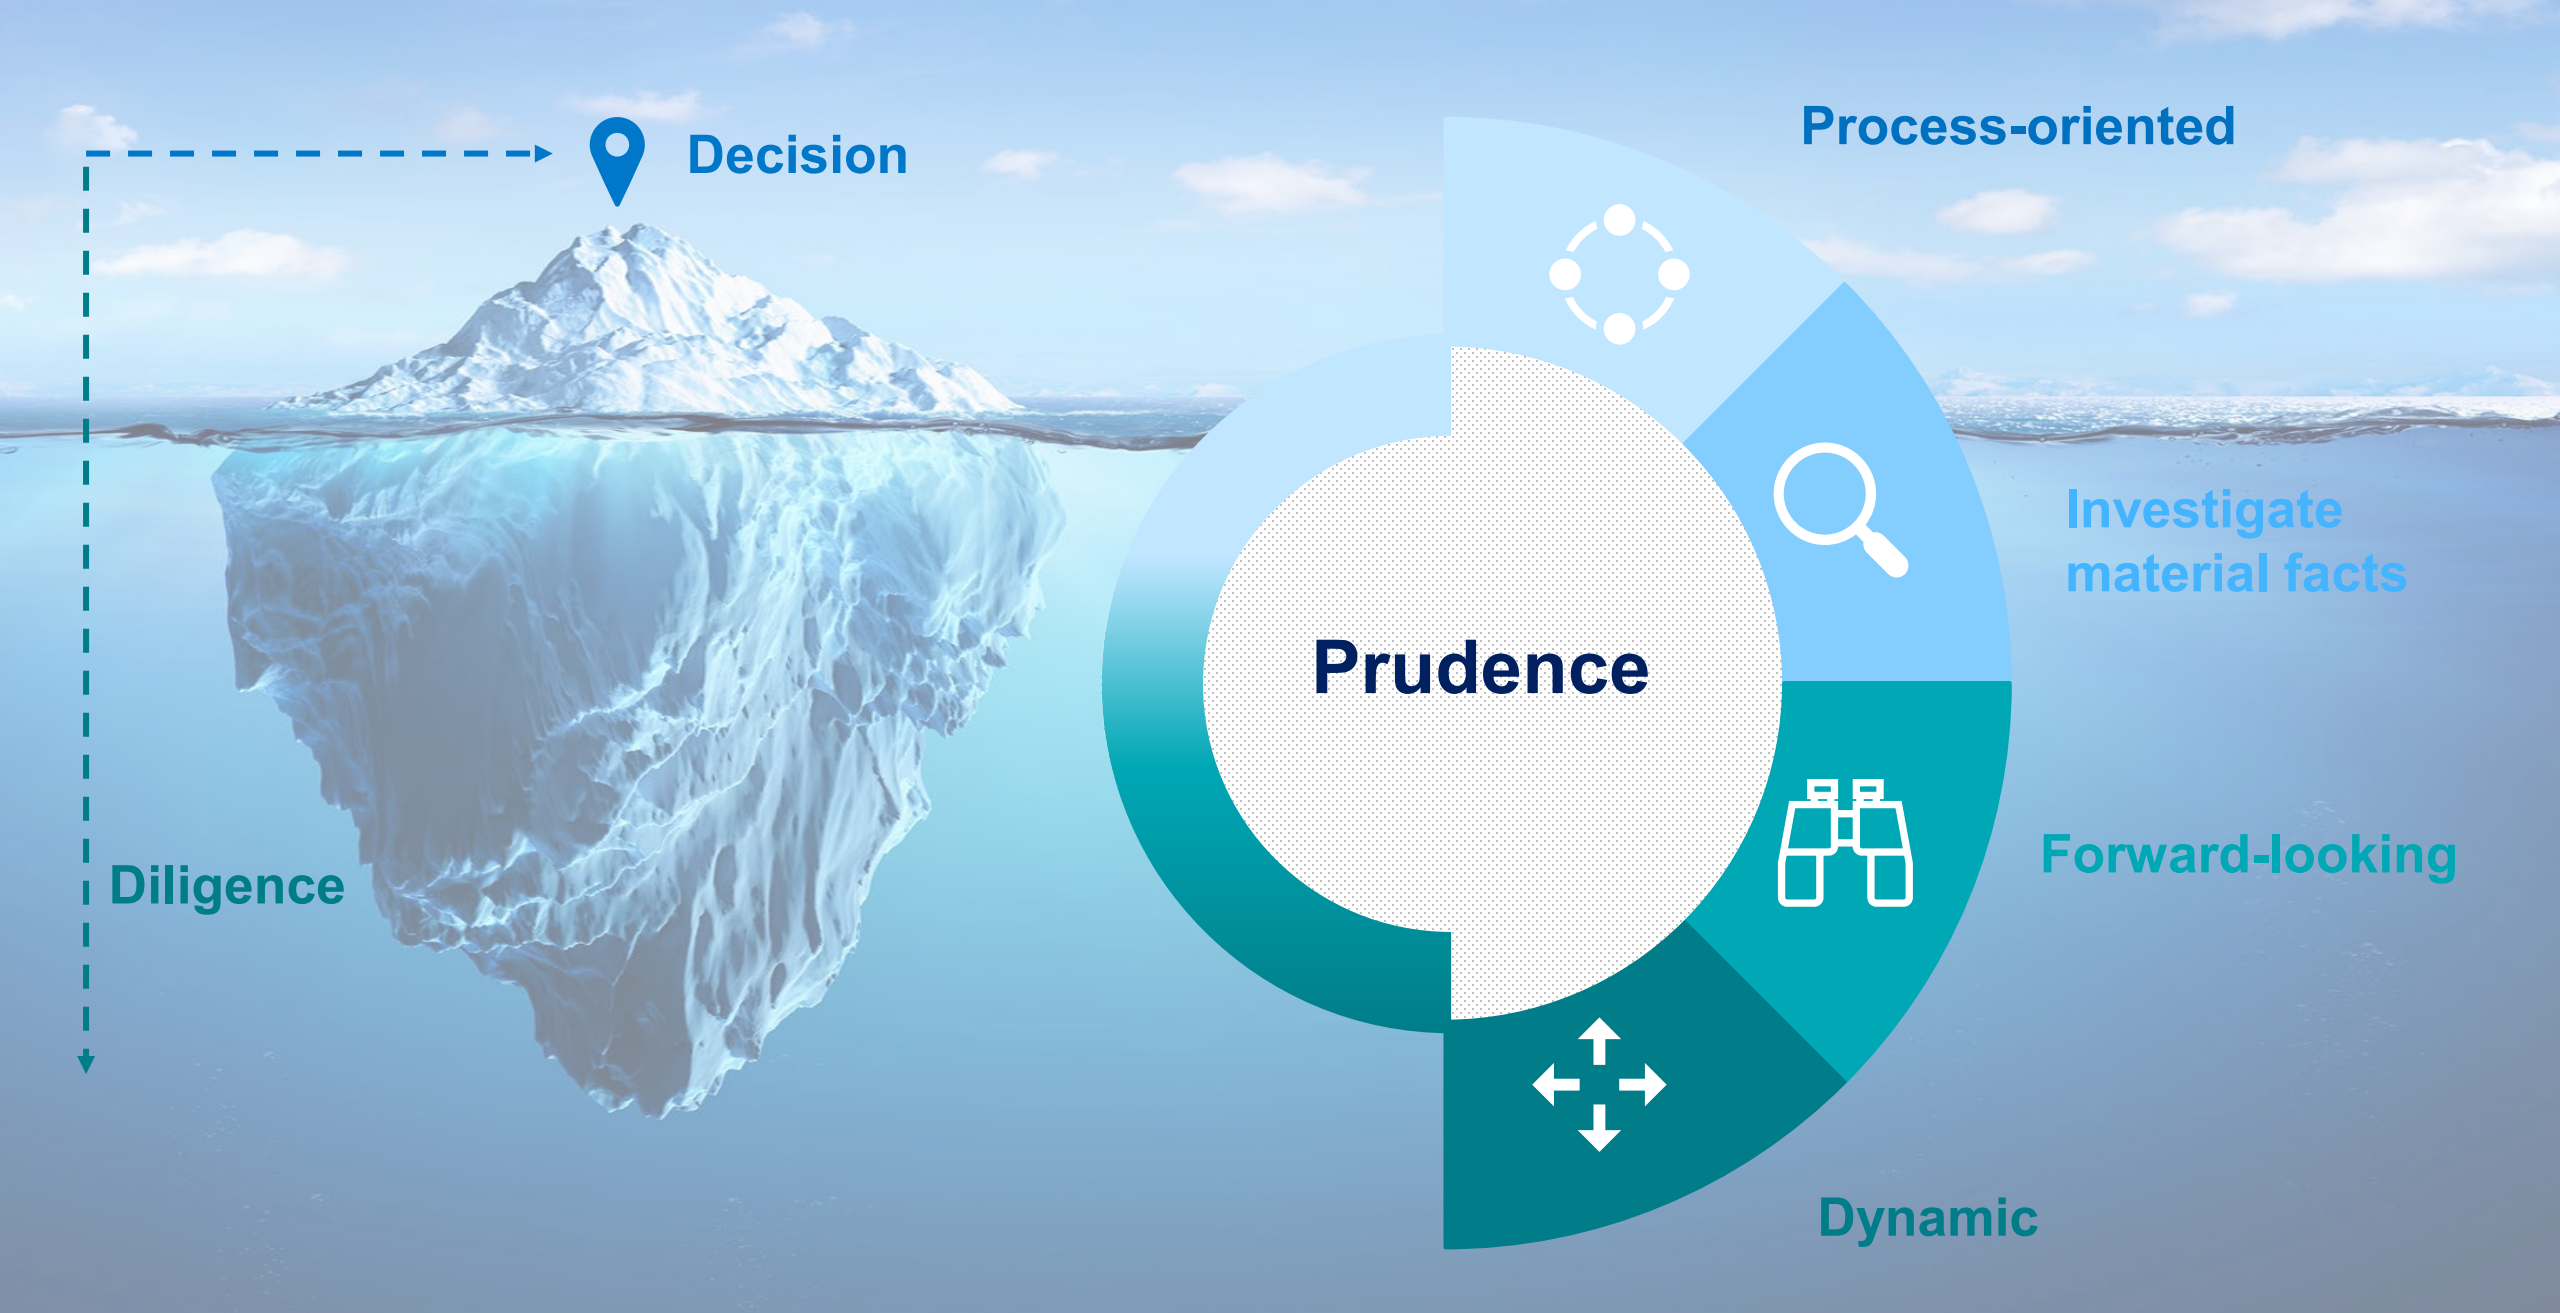 Decision
Diligence
Prudence
Process-oriented
Investigate
material facts
Forward-looking
Dynamic